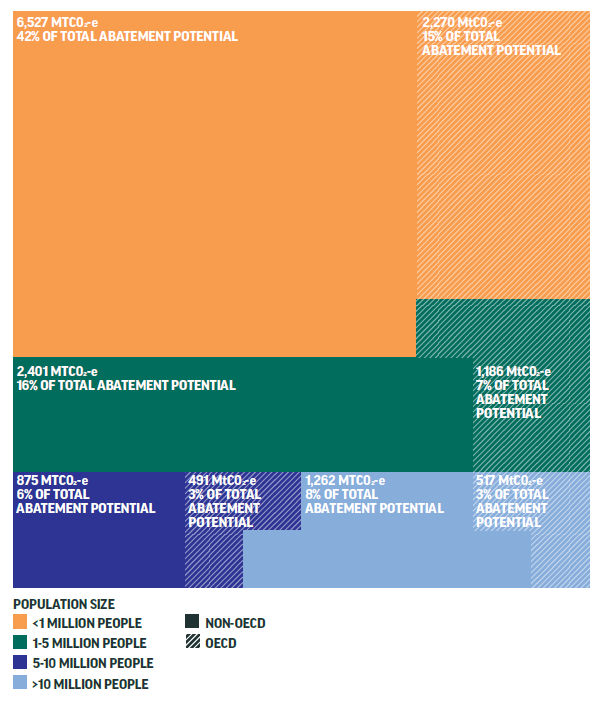 6,527 MTCO₂-e
42% OF TOTAL ABATEMENT POTENTIAL
2,270 MtCO₂-e
15% OF TOTAL
ABATEMENT POTENTIAL
2,401 MTCO₂-e
16% OF TOTAL ABATEMENT POTENTIAL
1,186 MtCO₂-e
7% OF TOTAL
ABATEMENT
POTENTIAL
875 MTCO₂-e
6% OF TOTAL
ABATEMENT POTENTIAL
491 MtCO₂-e
3% OF TOTAL
ABATEMENT
POTENTIAL
1,262 MTCO₂-e
8% OF TOTAL
ABATEMENT POTENTIAL
517 MtCO₂-e
3% OF TOTAL
ABATEMENT
POTENTIAL
POPULATION SIZE
<1 MILLION PEOPLE
1-5 MILLION PEOPLE
5-10 MILLION PEOPLE
>10 MILLION PEOPLE
NON-OECD
OECD